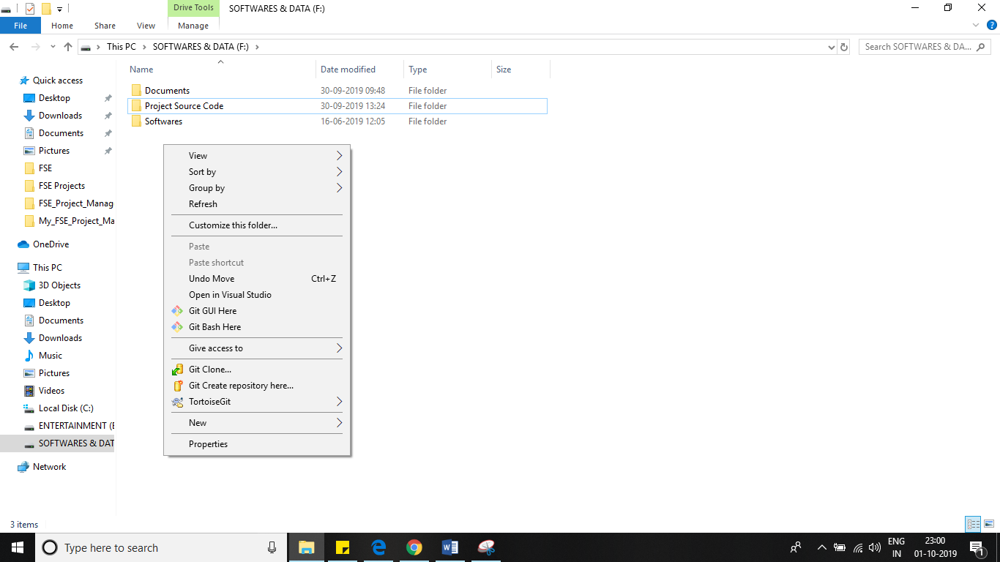 Drive Tools
SOFTWARES & DATA (F:)
File Home Share View Manage
This PC SOFTWARES & DATA (F:)
Search SOFTWARES & DA...
Name Date modified Type Size
Documents 30-09-2019 09:48 File folder
Project Source Code 30-09-2019 13:24 File folder
Softwares 16-06-2019 12:05 File folder
Quick access
Desktop
Downloads
Documents
Pictures
FSE
FSE Projects
FSE_Project_Manag
My_FSE_Project_Ma
OneDrive
This PC
3D Objects
Desktop
Documents
Downloads
Music
Pictures
Videos
Local Disk (C:)
ENTERTAINMENT (E
SOFTWARES & DAT
Network
View
Sort by
Group by
Refresh
Customize this folder...
Paste
Paste shortcut
Undo Move Ctrl+Z
Open in Visual Studio
Git GUI Here
Git Bash Here
Give access to
Git Clone...
Git Create repository here...
TortoiseGit
New
Properties
3 items
Type here to search
ENG
IN
23:00
01-10-2019
1